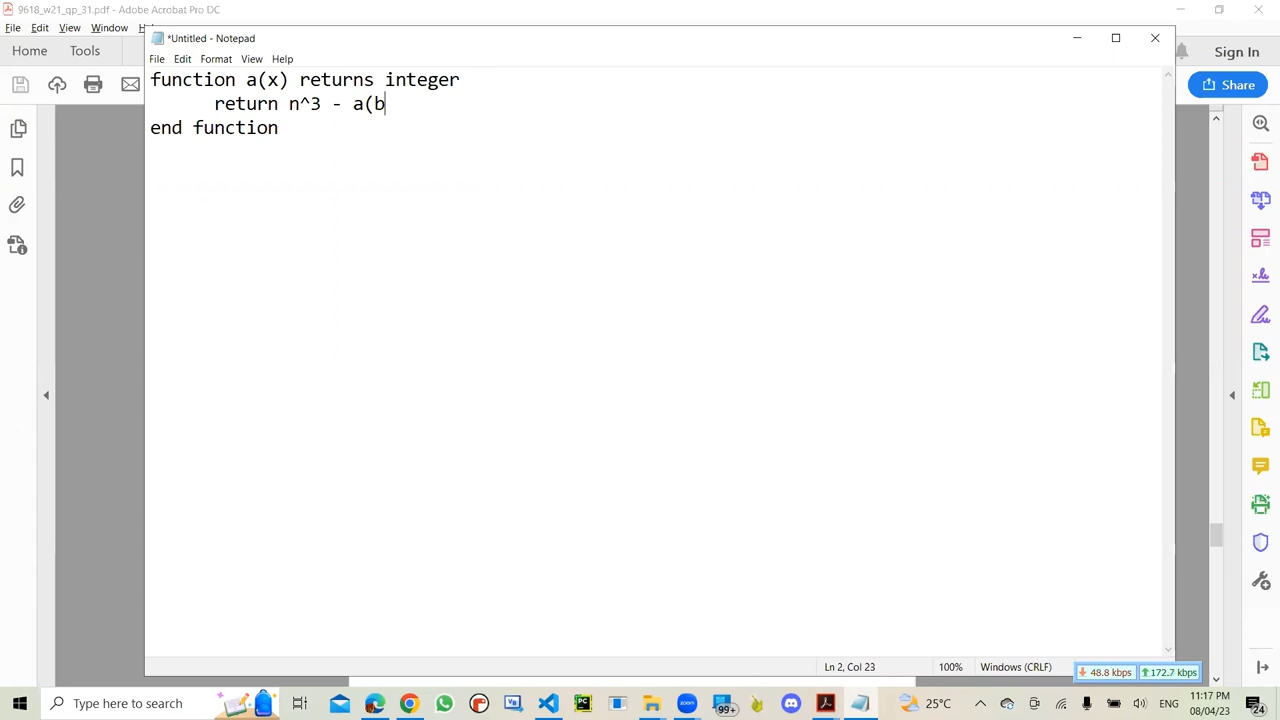 9618_w21_qp_31.pdf - Adobe Acrobat Pro DC
File Edit View Window H
Home Tools
Sign In
Share
*Untitled - Notepad
File Edit Format View Help
function a(x) returns integer
return n^3 - a(b
end function
Ln 2, Col 23 100% Windows (CRLF)
48.8 kbps 172.7 kbps
Type here to search
99+
25°C
ENG
11:17 PM
08/04/23
24